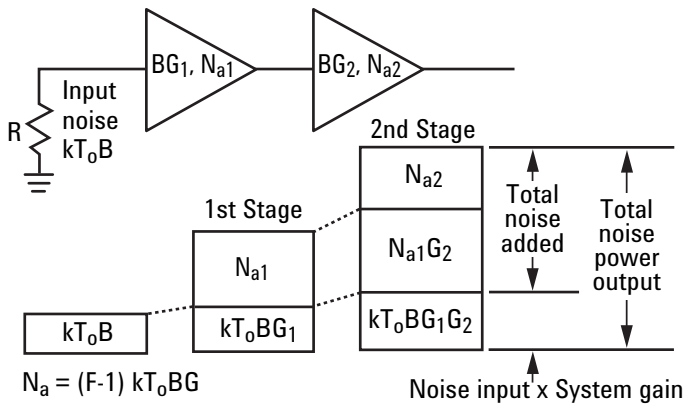 BG₁, Nₐ₁
BG₂, Nₐ₂
Input
noise
kTₒB
R
2nd Stage
Nₐ₂
Total
noise
added
Total
noise
power
output
1st Stage
Nₐ₁
Nₐ₁G₂
kTₒB
kTₒBG₁
kTₒBG₁G₂
Nₐ = (F-1) kTₒBG
Noise input x System gain